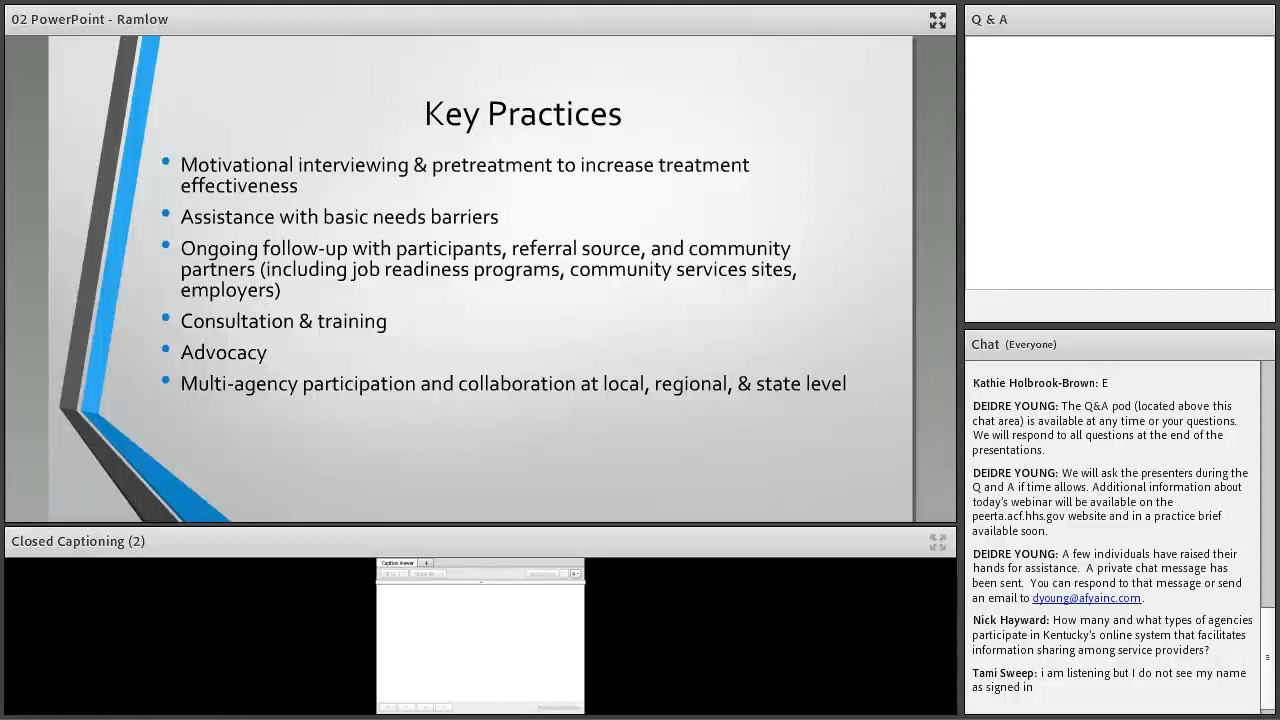 02 PowerPoint - Ramlow
Key Practices
• Motivational interviewing & pretreatment to increase treatment
effectiveness
• Assistance with basic needs barriers
• Ongoing follow-up with participants, referral source, and community
partners (including job readiness programs, community services sites,
employers)
• Consultation & training
• Advocacy
• Multi-agency participation and collaboration at local, regional, & state level
Closed Captioning (2)
Caption Viewer
Q & A
Chat (Everyone)
Kathie Holbrook-Brown: E
DEIDRE YOUNG: The Q&A pod (located above this
chat area) is available at any time or your questions.
We will respond to all questions at the end of the
presentations.
DEIDRE YOUNG: We will ask the presenters during the
Q and A if time allows. Additional information about
today's webinar will be available on the
peerta.acf.hhs.gov website and in a practice brief
available soon.
DEIDRE YOUNG: A few individuals have raised their
hands for assistance. A private chat message has
been sent. You can respond to that message or send
an email to dyoung@afyainc.com.
Nick Hayward: How many and what types of agencies
participate in Kentucky's online system that facilitates
information sharing among service providers?
Tami Sweep: i am listening but I do not see my name
as signed in